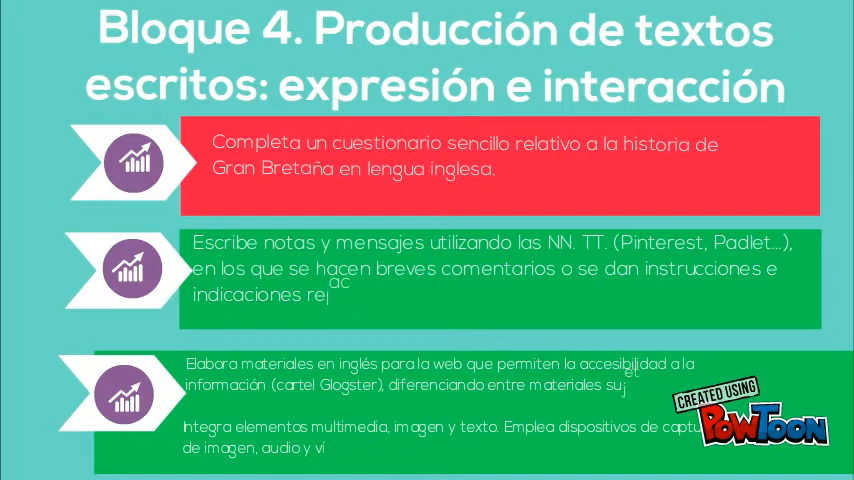 Bloque 4. Producción de textos
escritos: expresión e interacción
Completa un cuestionario sencillo relativo a la historia de
Gran Bretaña en lengua inglesa.
Escribe notas y mensajes utilizando las NN. TT. (Pinterest, Padlet...),
en los que se hacen breves comentarios o se dan instrucciones e
indicaciones re
Elabora materiales en inglés para la web que permiten la accesibilidad a la
información (cartel Glogster), diferenciando entre materiales su
Integra elementos multimedia, imagen y texto. Emplea dispositivos de captu
de imagen, audio y ví
CREATED USING
POWTOON